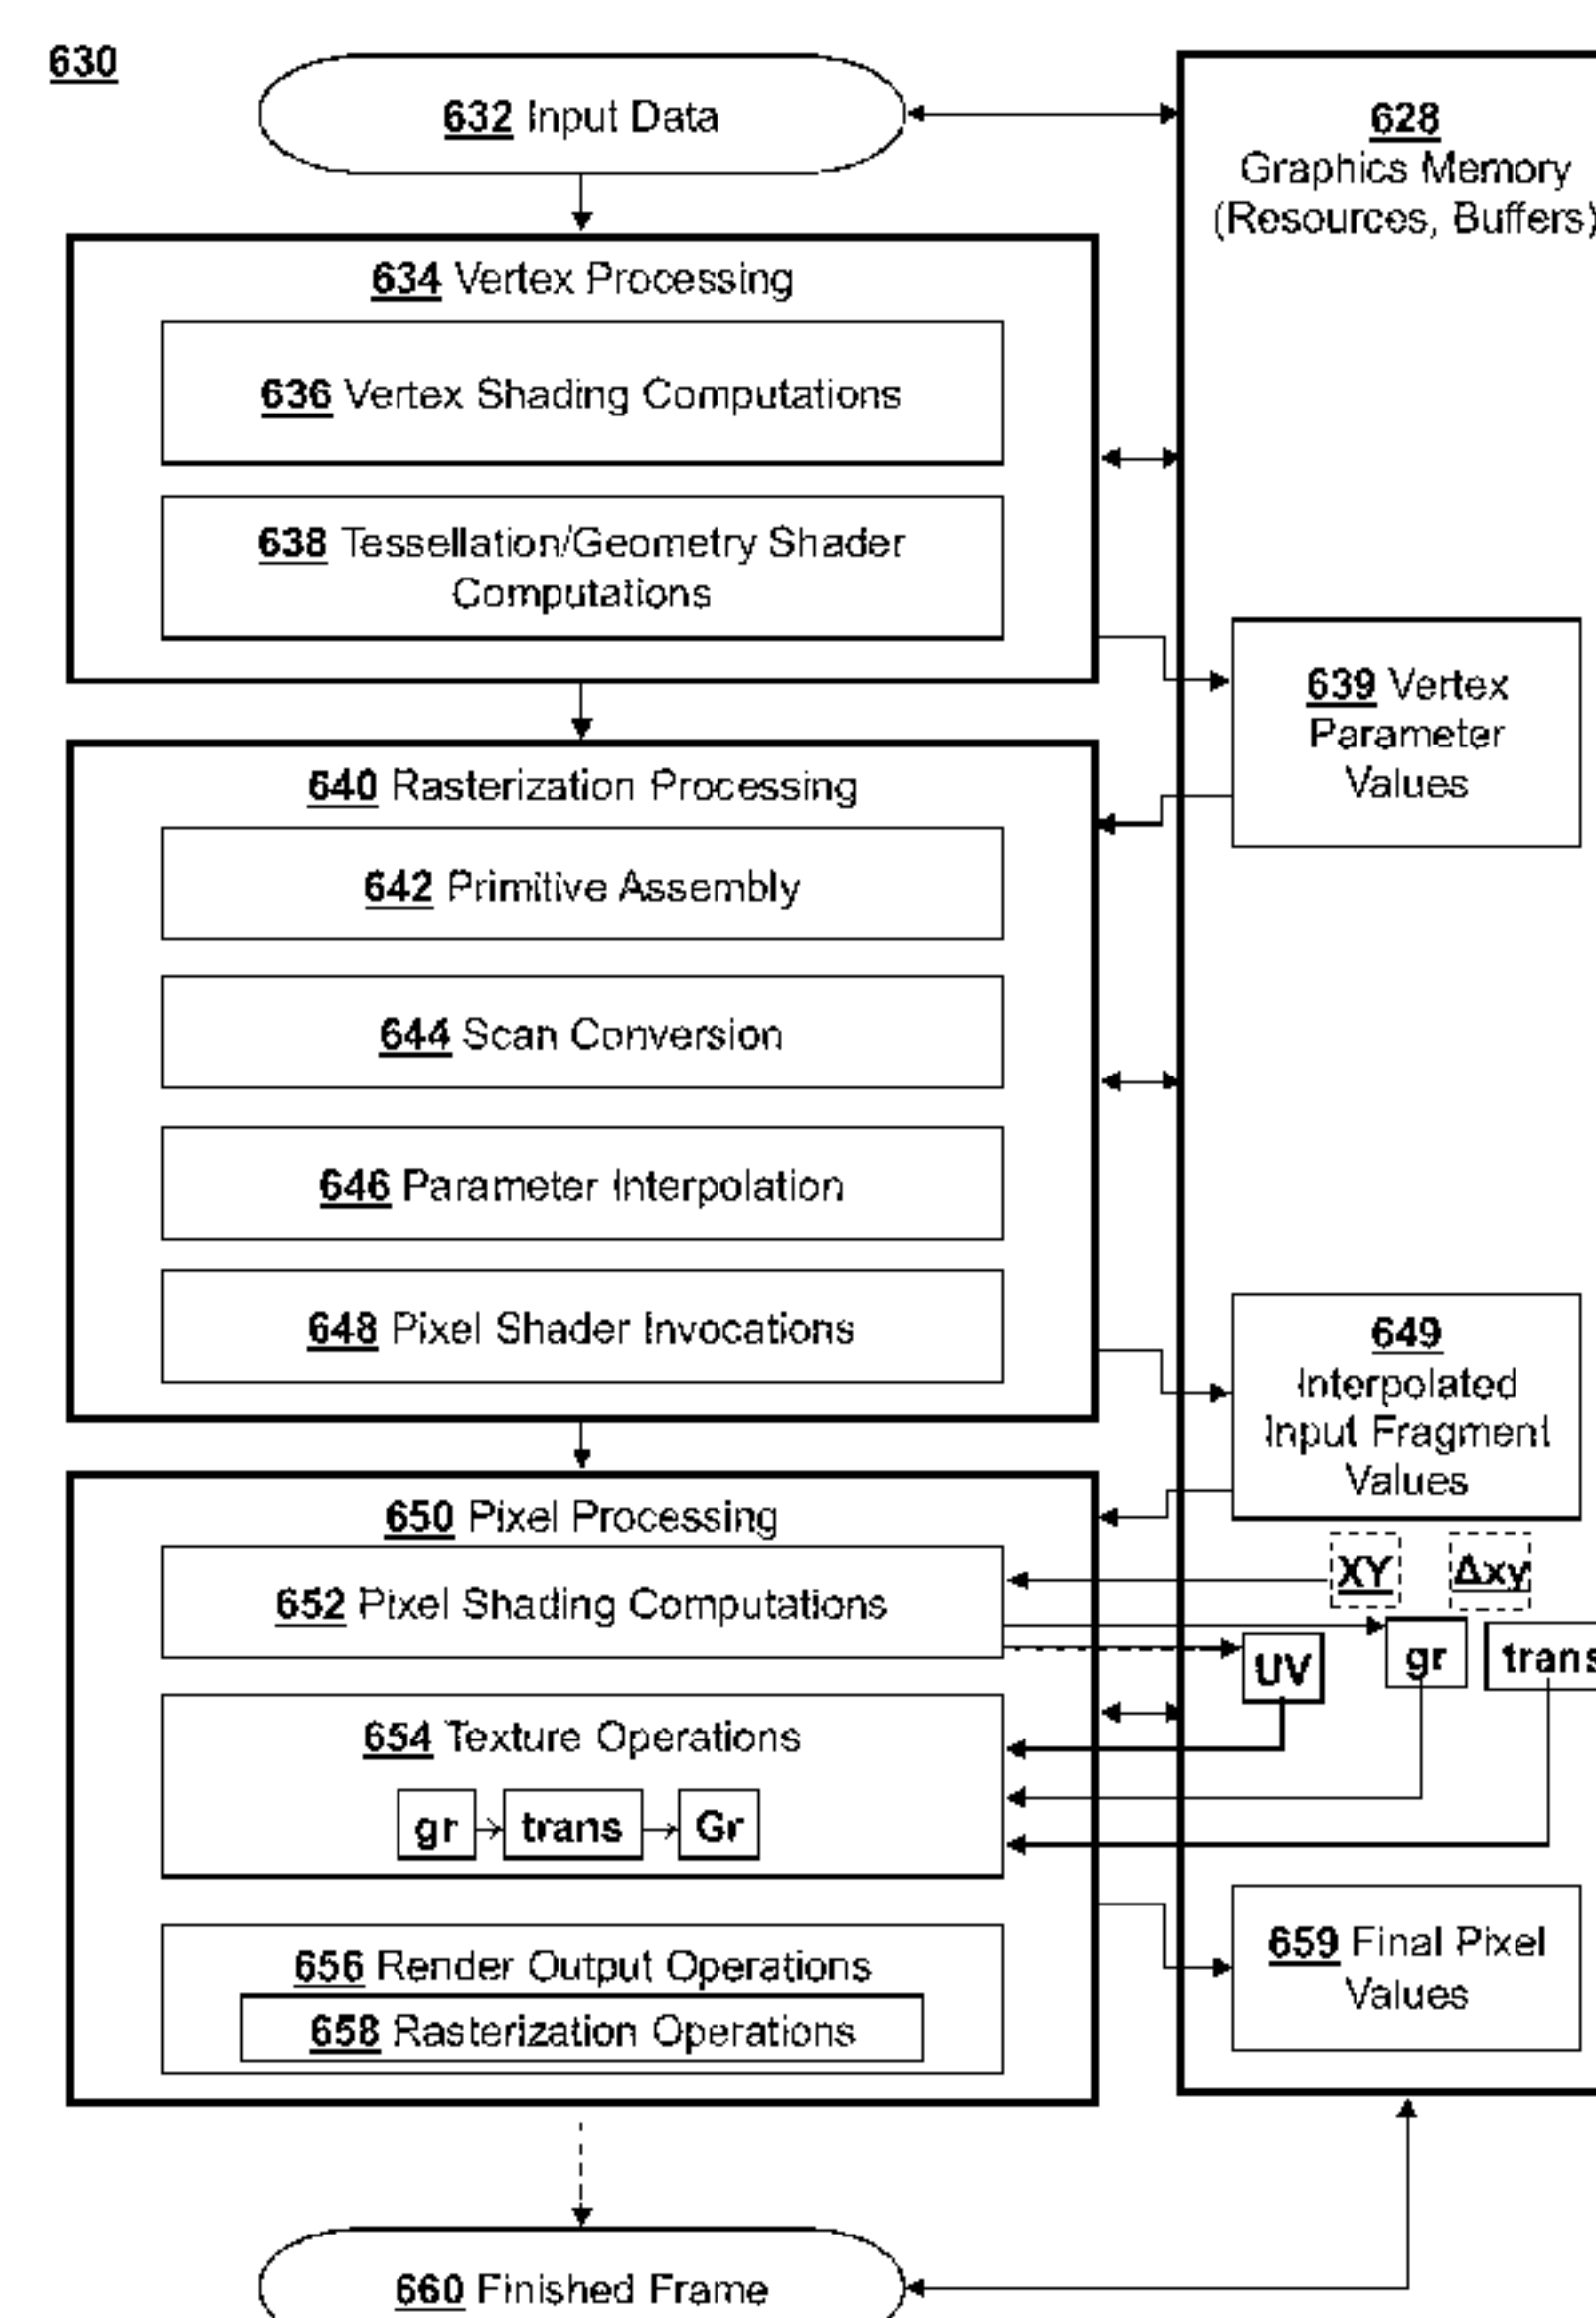 630
632 Input Data
628
Graphics Memory
(Resources, Buffers)
634 Vertex Processing
636 Vertex Shading Computations
638 Tessellation/Geometry Shader
Computations
639 Vertex
Parameter
Values
640 Rasterization Processing
642 Primitive Assembly
644 Scan Conversion
646 Parameter Interpolation
648 Pixel Shader Invocations
649
Interpolated
Input Fragment
Values
650 Pixel Processing
XY Δxy
652 Pixel Shading Computations
UV gr trans
654 Texture Operations
gr trans Gr
656 Render Output Operations
658 Rasterization Operations
659 Final Pixel
Values
660 Finished Frame